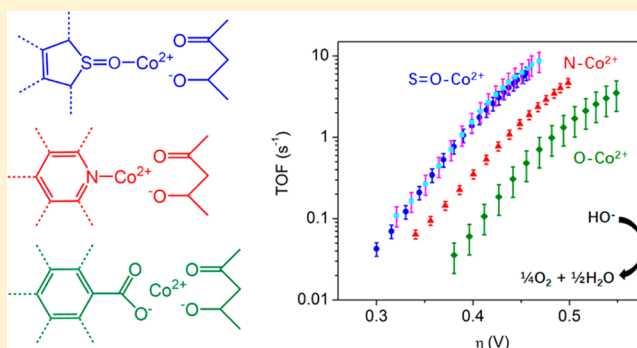 O
S=O-Co²⁺
⁻O
O
N-Co²⁺
⁻O
O
O
Co²⁺
O⁻
⁻O
TOF (s⁻¹)
10
1
0.1
0.01
S=O-Co²⁺
N-Co²⁺
O-Co²⁺
HO⁻
¼O₂ + ½H₂O
0.3
0.4
0.5
η (V)